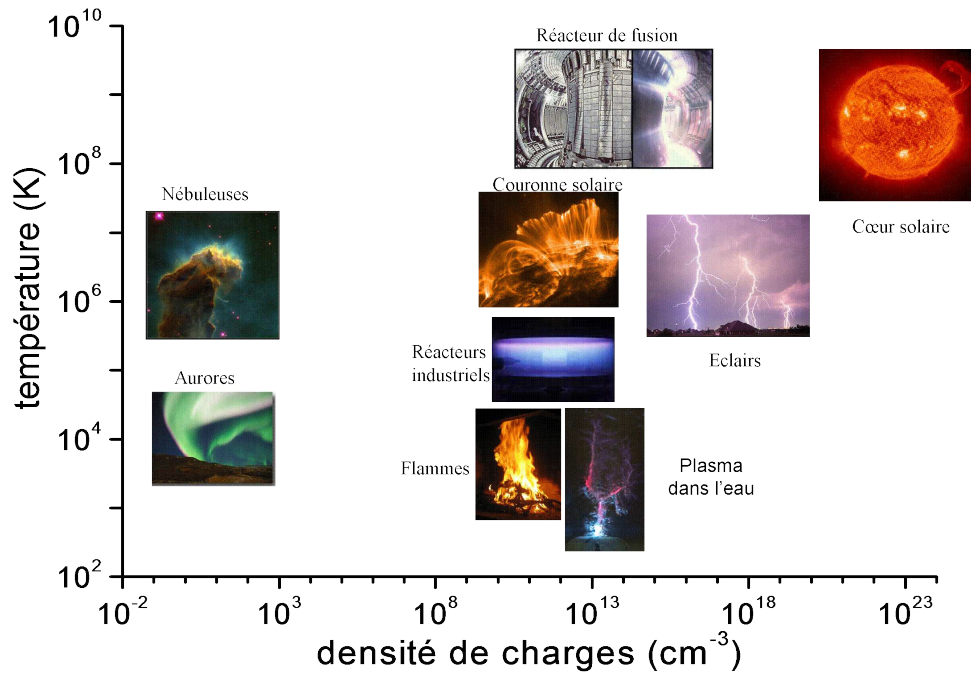 10^10
Réacteur de fusion
10^8
température (K)
Nébuleuses
Couronne solaire
Cœur solaire
10^6
Réacteurs
industriels
Eclairs
Aurores
10^4
Flammes
Plasma
dans l'eau
10^2
10^-2
10^3
10^8
10^13
10^18
10^23
densité de charges (cm^-3)